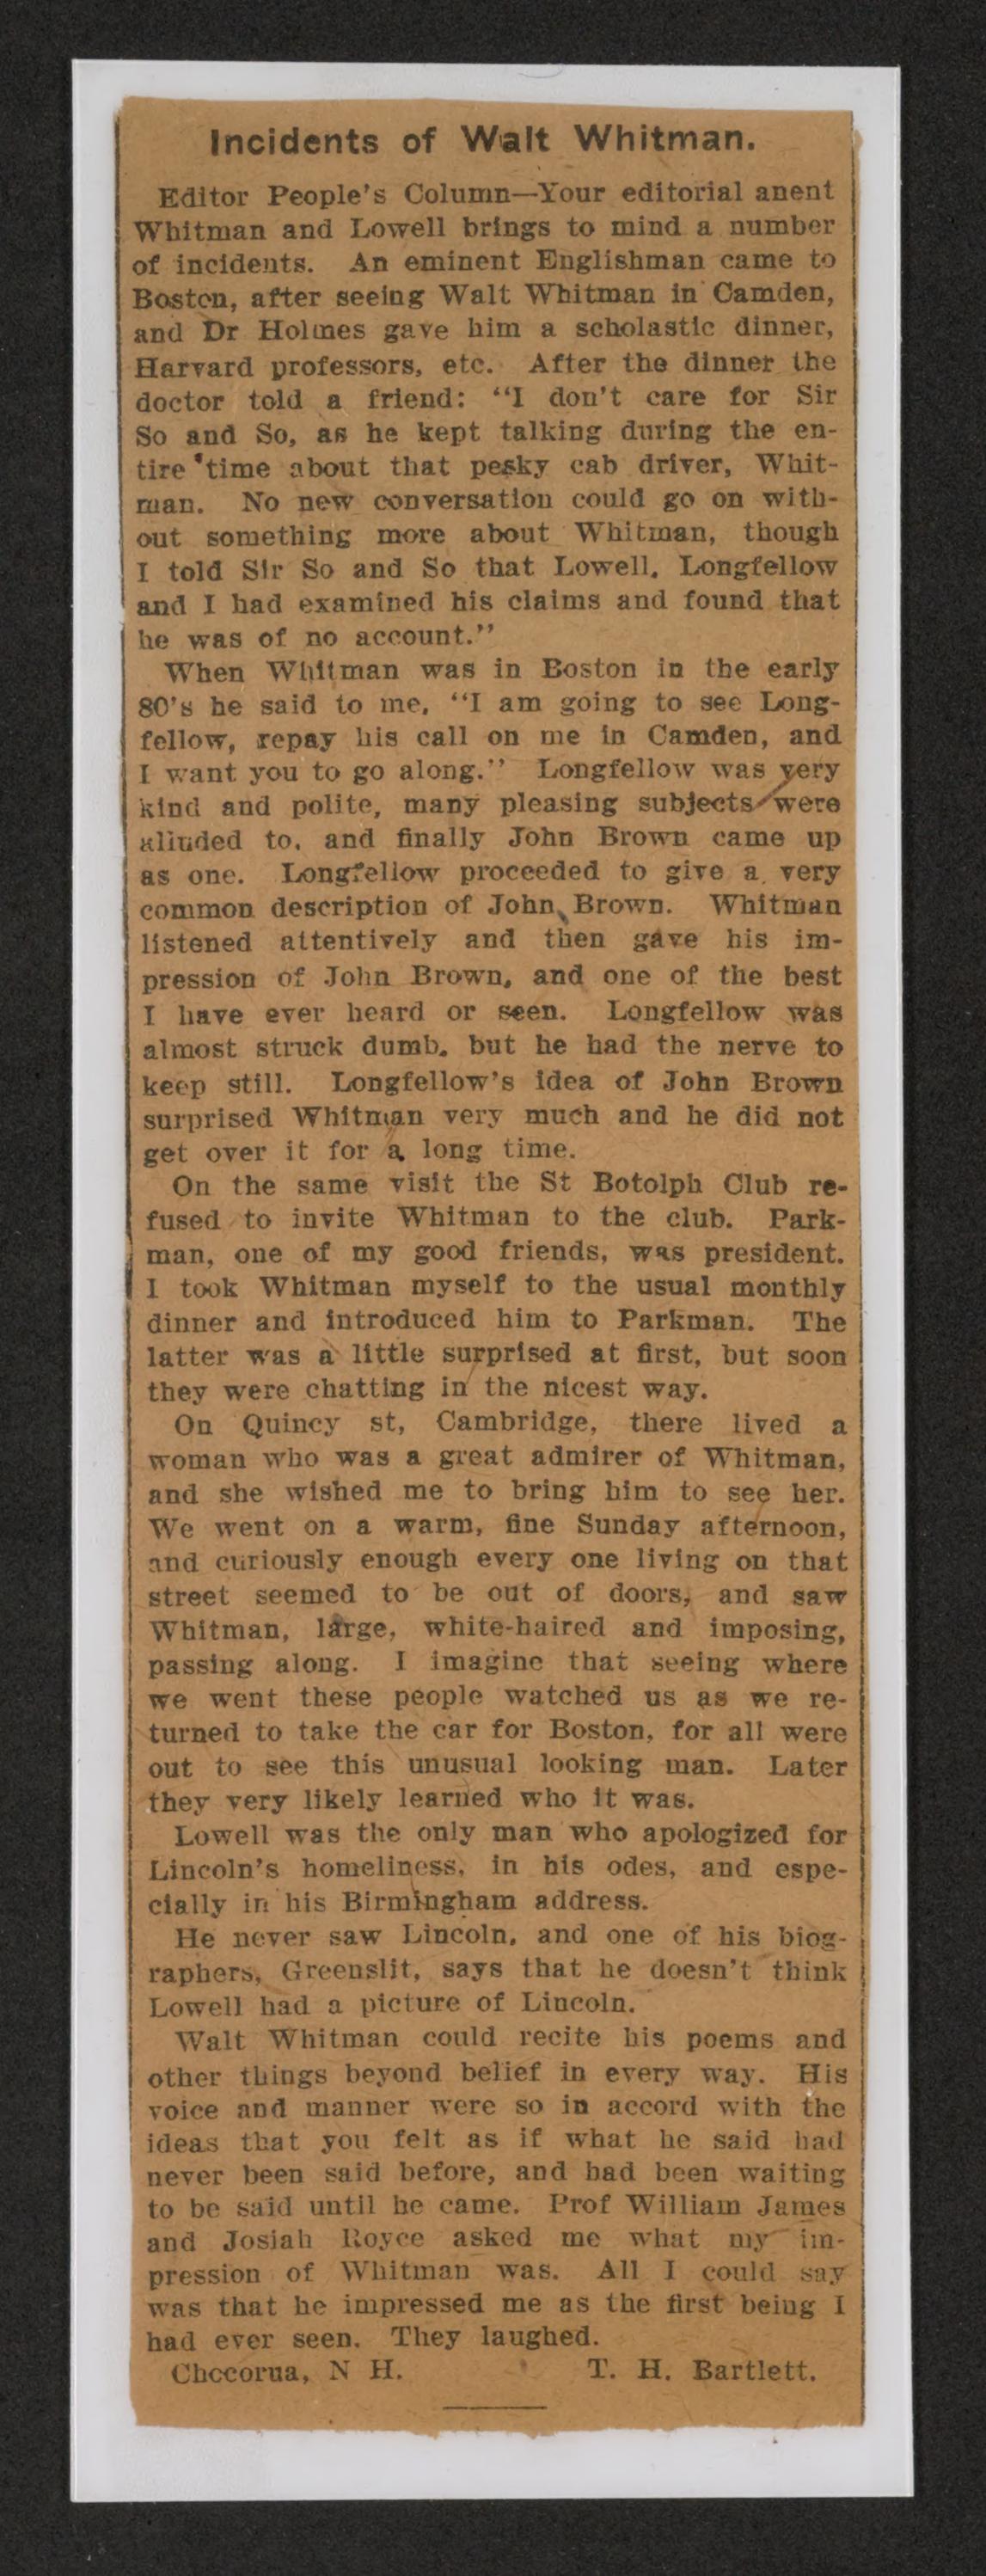 Incidents of Walt Whitman.
Editor People's Column—Your editorial anent
Whitman and Lowell brings to mind a number
of incidents. An eminent Englishman came to
Boston, after seeing Walt Whitman in Camden,
and Dr Holmes gave him a scholastic dinner,
Harvard professors, etc. After the dinner the
doctor told a friend: "I don't care for Sir
So and So, as he kept talking during the en-
tire time about that pesky cab driver, Whit-
man. No new conversation could go on with-
out something more about Whitman, though
I told Sir So and So that Lowell, Longfellow
and I had examined his claims and found that
he was of no account."
When Whitman was in Boston in the early
80's he said to me, "I am going to see Long-
fellow, repay his call on me in Camden, and
I want you to go along." Longfellow was very
kind and polite, many pleasing subjects were
alluded to, and finally John Brown came up
as one. Longfellow proceeded to give a very
common description of John Brown. Whitman
listened attentively and then gave his im-
pression of John Brown, and one of the best
I have ever heard or seen. Longfellow was
almost struck dumb, but he had the nerve to
keep still. Longfellow's idea of John Brown
surprised Whitman very much and he did not
get over it for a long time.
On the same visit the St Botolph Club re-
fused to invite Whitman to the club. Park-
man, one of my good friends, was president.
I took Whitman myself to the usual monthly
dinner and introduced him to Parkman. The
latter was a little surprised at first, but soon
they were chatting in the nicest way.
On Quincy st, Cambridge, there lived a
woman who was a great admirer of Whitman,
and she wished me to bring him to see her.
We went on a warm, fine Sunday afternoon,
and curiously enough every one living on that
street seemed to be out of doors, and saw
Whitman, large, white-haired and imposing,
passing along. I imagine that seeing where
we went these people watched us as we re-
turned to take the car for Boston, for all were
out to see this unusual looking man. Later
they very likely learned who it was.
Lowell was the only man who apologized for
Lincoln's homeliness, in his odes, and espe-
cially in his Birmingham address.
He never saw Lincoln, and one of his biog-
raphers, Greenslit, says that he doesn't think
Lowell had a picture of Lincoln.
Walt Whitman could recite his poems and
other things beyond belief in every way. His
voice and manner were so in accord with the
ideas that you felt as if what he said had
never been said before, and had been waiting
to be said until he came. Prof William James
and Josiah Royce asked me what my im-
pression of Whitman was. All I could say
was that he impressed me as the first being I
had ever seen. They laughed.
Chocorua, N H. T. H. Bartlett.